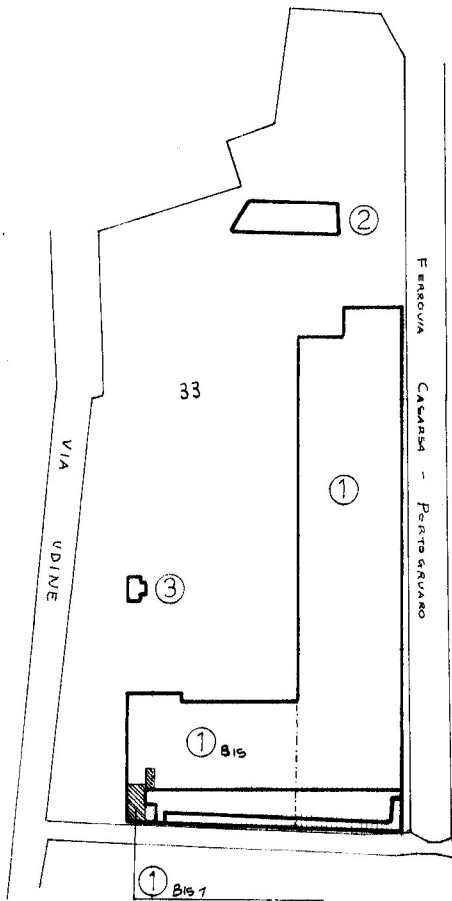 ②
FERROVIA CASARSA - PORTOGRUARO
33
①
VIA UDINE
③
① BIS
① BIS 1